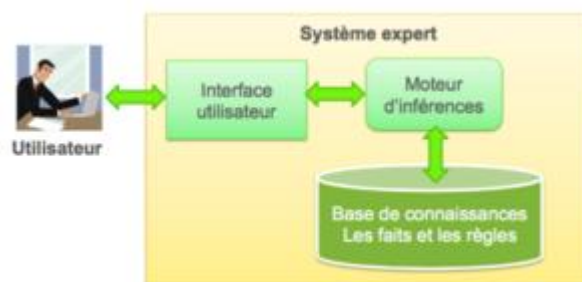 Système expert
Interface
utilisateur
Moteur
d'inférences
Utilisateur
Base de connaissances
Les faits et les règles